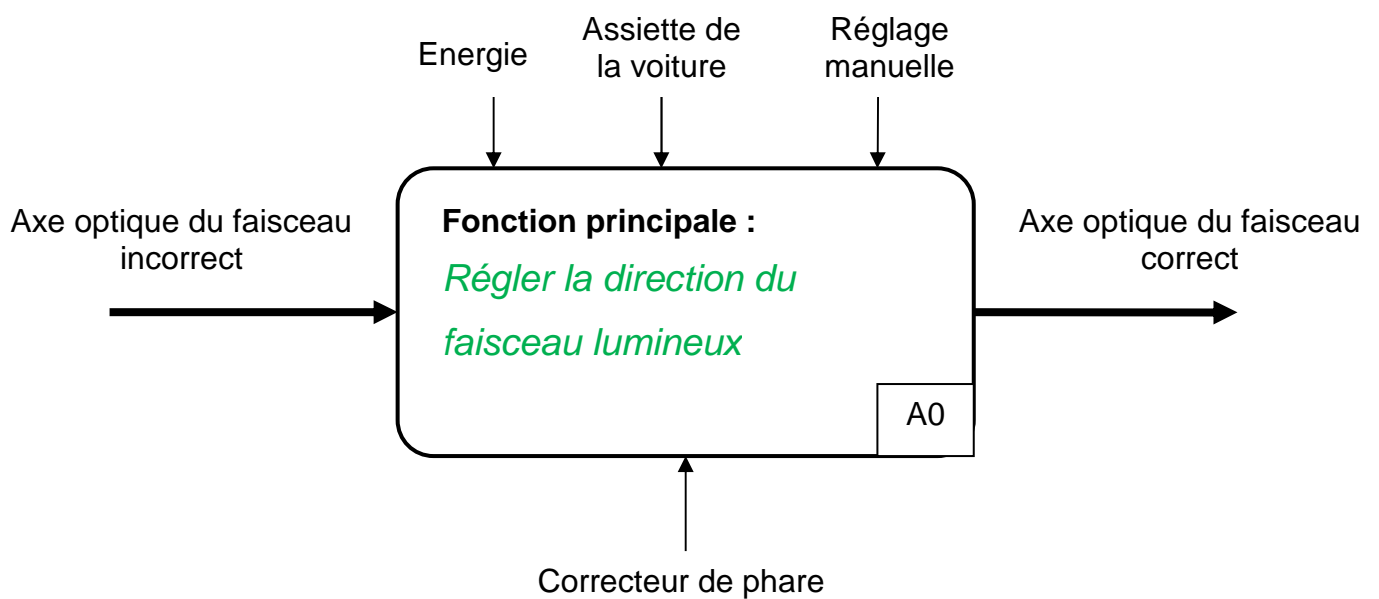 Energie
Assiette de
la voiture
Réglage
manuelle
Axe optique du faisceau
incorrect
Fonction principale :
Régler la direction du
faisceau lumineux
A0
Axe optique du faisceau
correct
Correcteur de phare